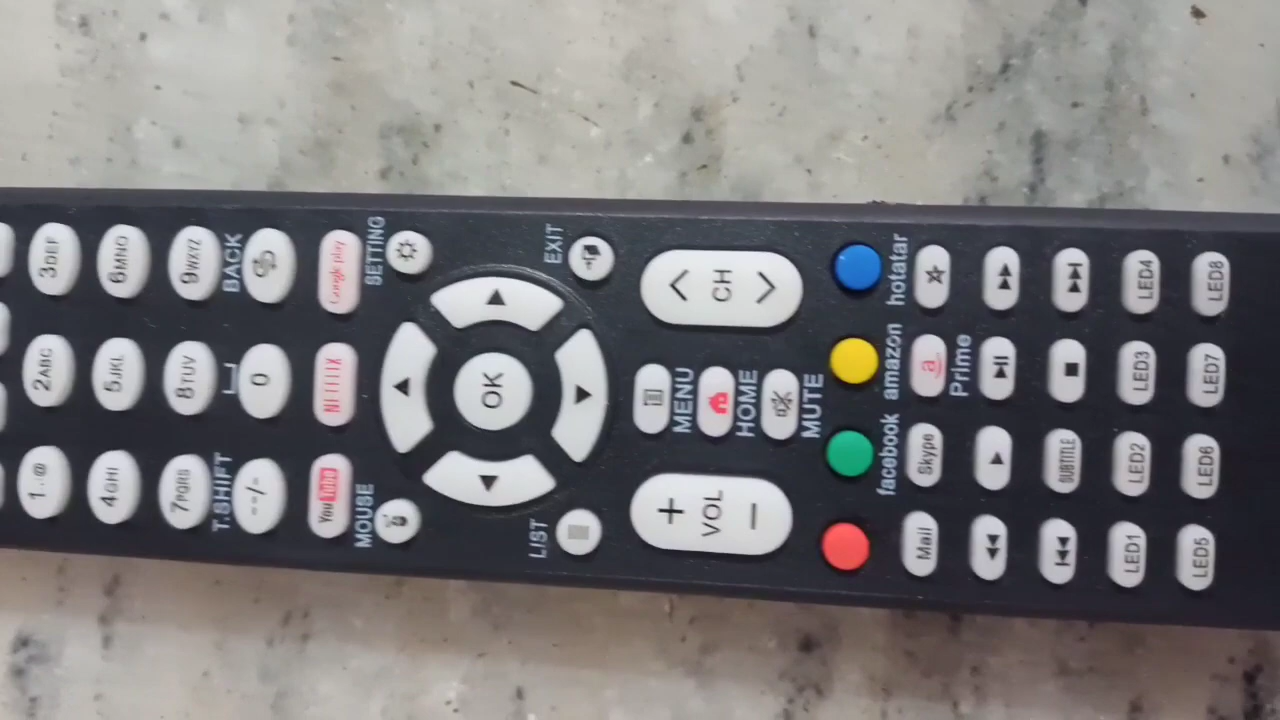 1.:@ 2ABC 3DEF
4GHI 5JKL 6MNO
7PQRS 8TUV 9WXYZ
T.SHIFT BACK
--/- 0
YouTube NETFLIX Google play
MOUSE SETTING
OK
LIST EXIT
MENU
+ CH
VOL HOME
- MUTE
facebook amazon hotatar
Mail Skype a
Prime
SUBTITLE
LED1 LED2 LED3 LED4
LED5 LED6 LED7 LED8